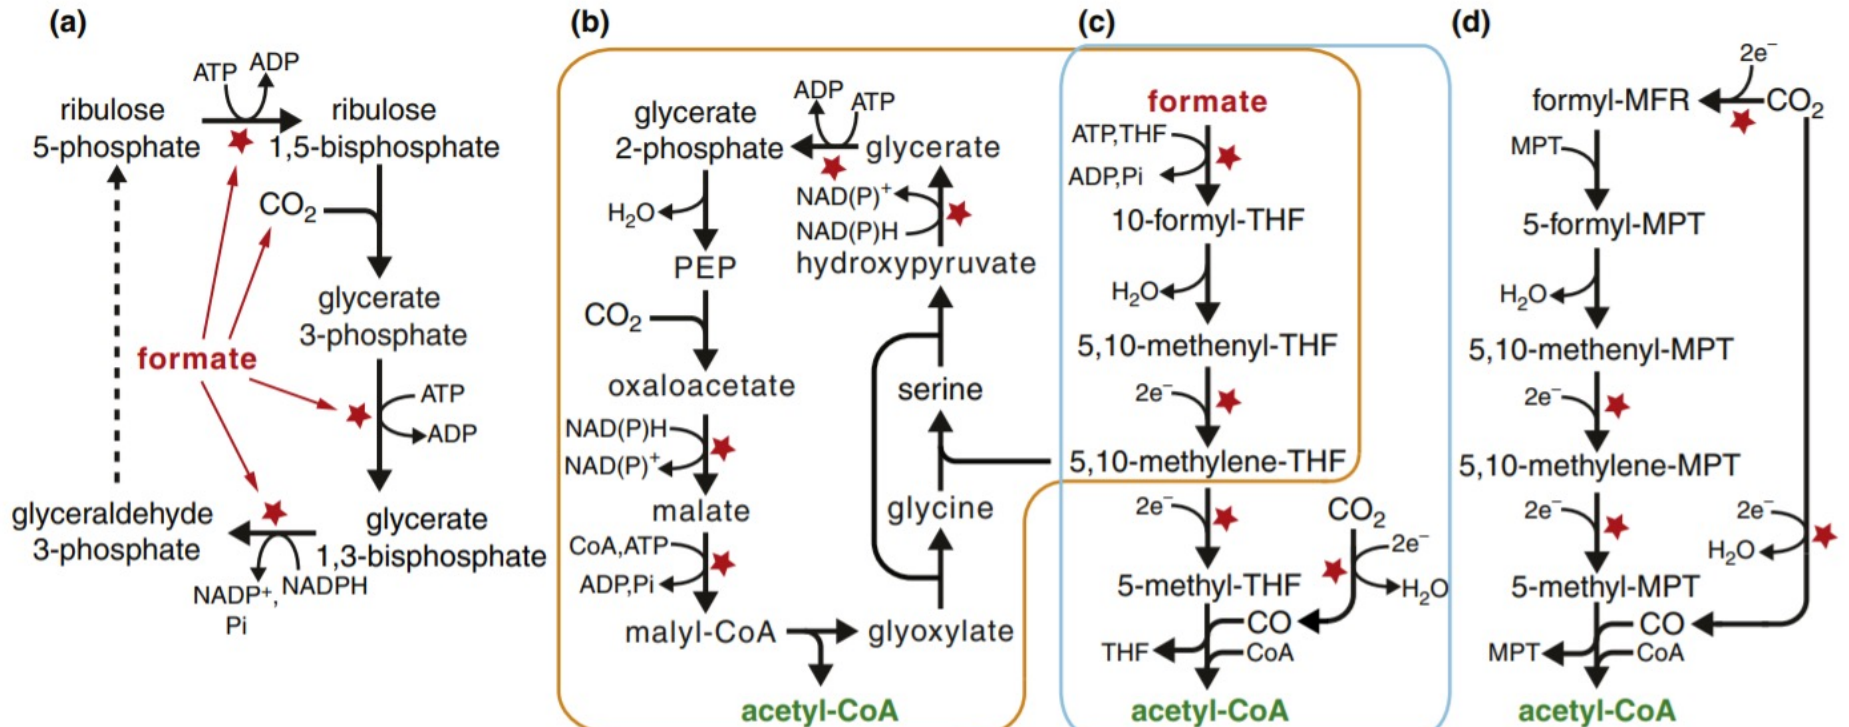 (a)
ATP
ADP
ribulose
5-phosphate
ribulose
1,5-bisphosphate
CO2
glycerate
3-phosphate
formate
ATP
ADP
glyceraldehyde
3-phosphate
glycerate
1,3-bisphosphate
NADP+,
NADPH
Pi
(b)
glycerate
2-phosphate
ADP
ATP
glycerate
H2O
NAD(P)+
NAD(P)H
PEP
hydroxypyruvate
CO2
oxaloacetate
serine
NAD(P)H
NAD(P)+
malate
glycine
CoA,ATP
ADP,Pi
malyl-CoA
glyoxylate
acetyl-CoA
(c)
formate
ATP,THF
ADP,Pi
10-formyl-THF
H2O
5,10-methenyl-THF
2e−
5,10-methylene-THF
2e−
CO2
2e−
5-methyl-THF
H2O
CO
THF
CoA
acetyl-CoA
(d)
2e−
formyl-MFR
CO2
MPT
5-formyl-MPT
H2O
5,10-methenyl-MPT
2e−
5,10-methylene-MPT
2e−
2e−
H2O
5-methyl-MPT
CO
MPT
CoA
acetyl-CoA